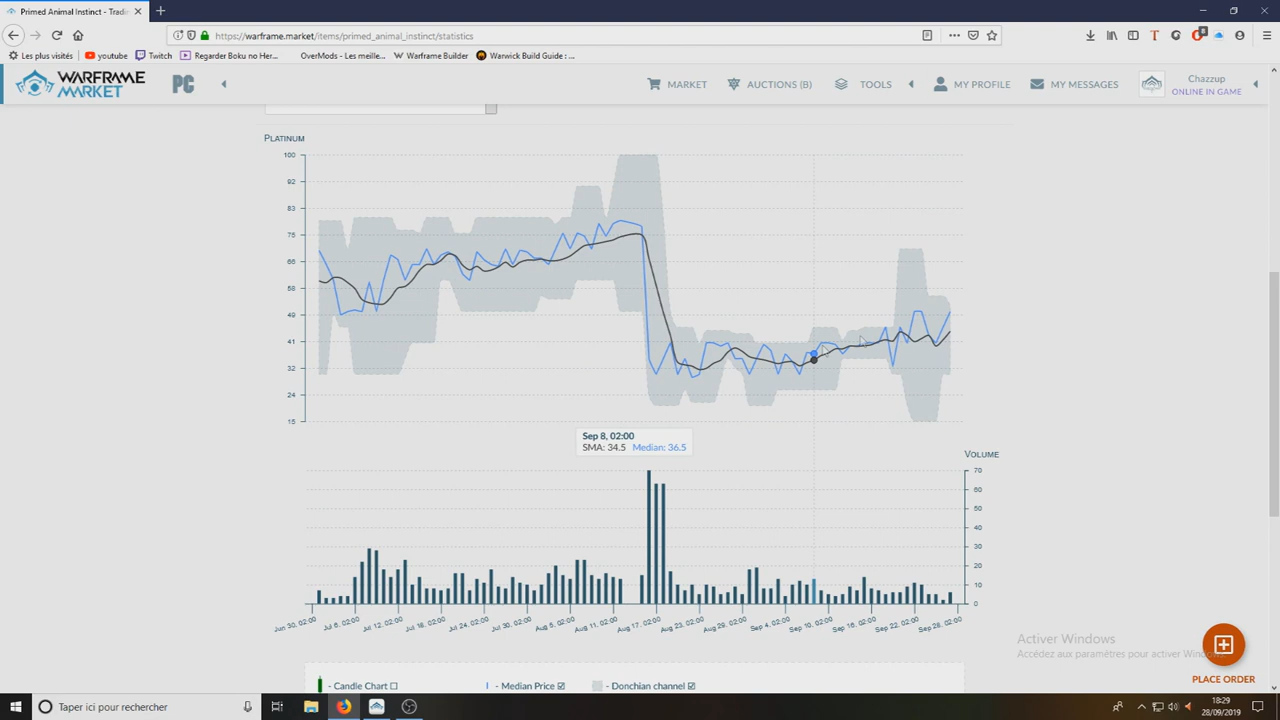 Primed Animal Instinct - Tradin
https://warframe.market/items/primed_animal_instinct/statistics
Les plus visités youtube Twitch Regarder Boku no Her... OverMods - Les meille... Warframe Builder Warwick Build Guide : ...
WARFRAME MARKET PC MARKET AUCTIONS (Β) TOOLS MY PROFILE MY MESSAGES Chazzup
ONLINE IN GAME
PLATINUM
100
92
83
75
66
58
49
41
32
24
15
Sep 8, 02:00
SMA: 34.5 Median: 36.5
VOLUME
70
60
50
40
30
20
10
0
Jun 30, 02:00 Jul 6, 02:00 Jul 12, 02:00 Jul 18, 02:00 Jul 24, 02:00 Jul 30, 02:00 Aug 5, 02:00 Aug 11, 02:00 Aug 17, 02:00 Aug 23, 02:00 Aug 29, 02:00 Sep 4, 02:00 Sep 10, 02:00 Sep 16, 02:00 Sep 22, 02:00 Sep 28, 02:00
Activer Windows
Accédez aux paramètres pour activer Windows.
PLACE ORDER
- Candle Chart - Median Price - Donchian channel
Taper ici pour rechercher
18:29
28/09/2019